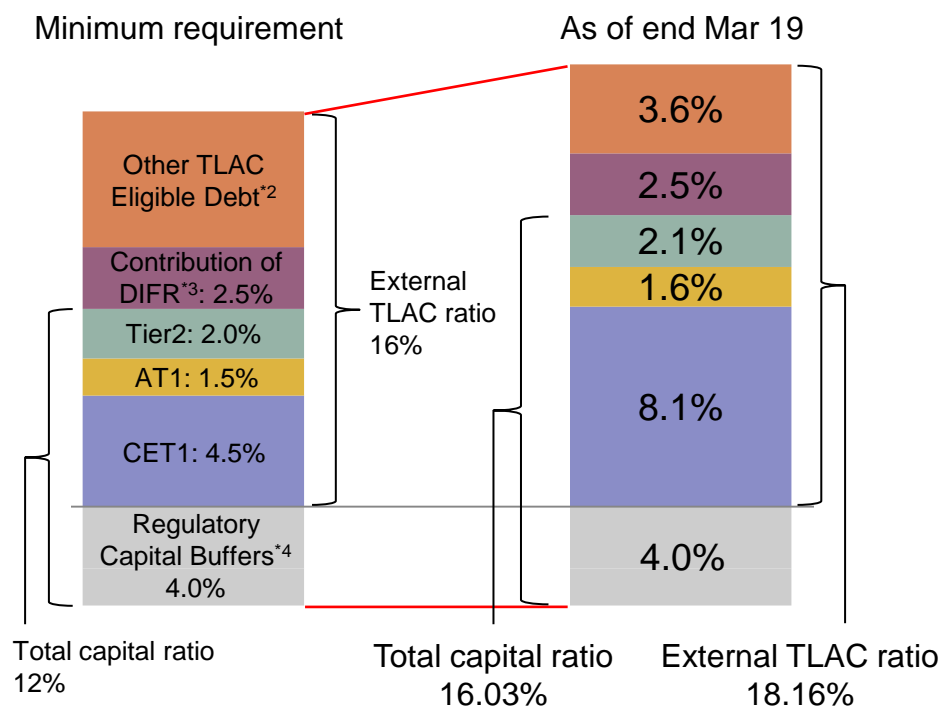 Minimum requirement
Other TLAC
Eligible Debt*2
Contribution of
DIFR*3: 2.5%
Tier2: 2.0%
AT1: 1.5%
CET1: 4.5%
Regulatory
Capital Buffers*4
4.0%
External
TLAC ratio
16%
Total capital ratio
12%
As of end Mar 19
3.6%
2.5%
2.1%
1.6%
8.1%
4.0%
Total capital ratio
16.03%
External TLAC ratio
18.16%